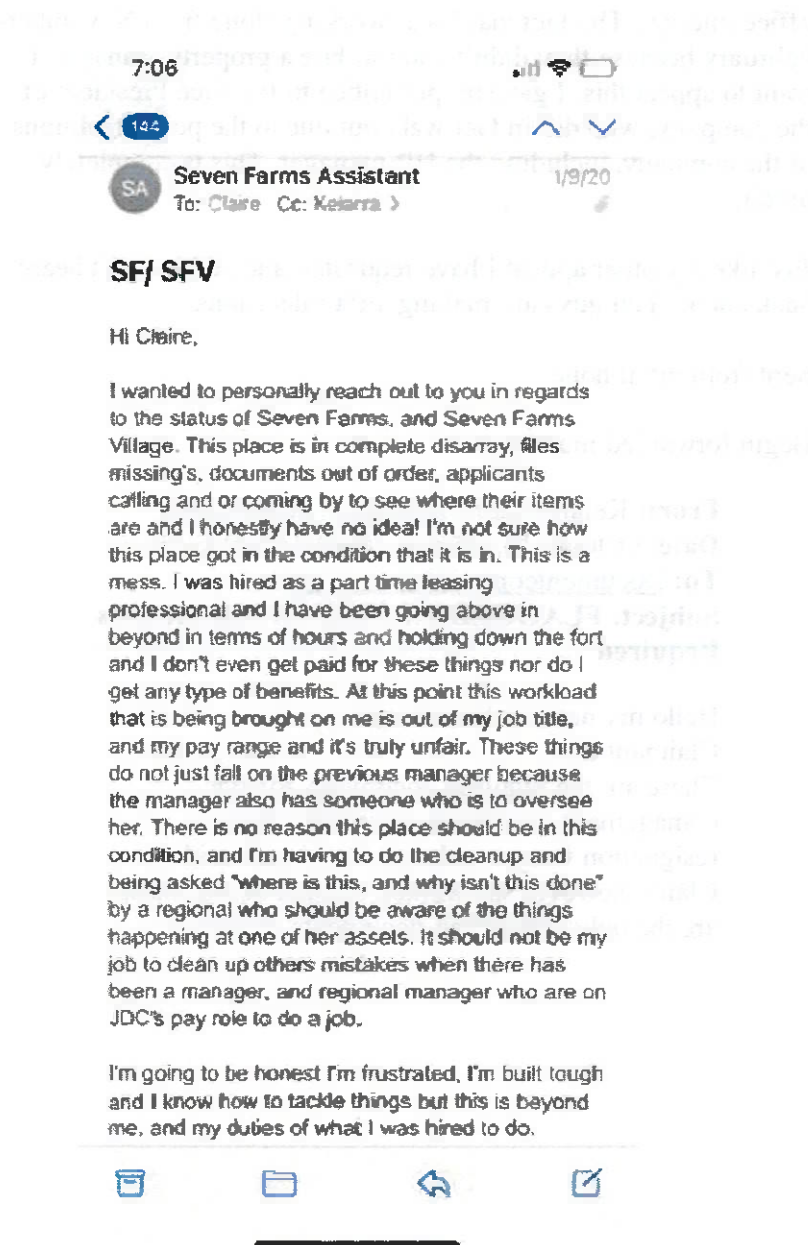 7:06
144
SA
Seven Farms Assistant
1/9/20
To: Claire Cc: Keiarra >
SF/ SFV
Hi Claire,
I wanted to personally reach out to you in regards
to the status of Seven Farms, and Seven Farms
Village. This place is in complete disarray, files
missing's, documents out of order, applicants
calling and or coming by to see where their items
are and I honestly have no idea! I'm not sure how
this place got in the condition that it is in. This is a
mess. I was hired as a part time leasing
professional and I have been going above in
beyond in terms of hours and holding down the fort
and I don't even get paid for these things nor do I
get any type of benefits. At this point this workload
that is being brought on me is out of my job title,
and my pay range and it's truly unfair. These things
do not just fall on the previous manager because
the manager also has someone who is to oversee
her. There is no reason this place should be in this
condition, and I'm having to do the cleanup and
being asked "where is this, and why isn't this done"
by a regional who should be aware of the things
happening at one of her assets. It should not be my
job to clean up others mistakes when there has
been a manager, and regional manager who are on
JDC's pay role to do a job.
I'm going to be honest I'm frustrated, I'm built tough
and I know how to tackle things but this is beyond
me, and my duties of what I was hired to do.